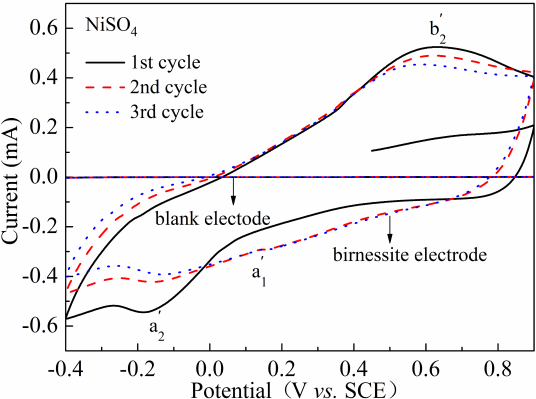 NiSO4
1st cycle
2nd cycle
3rd cycle
b2′
blank electode
birnessite electrode
a1′
a2′
0.6
0.4
0.2
0.0
-0.2
-0.4
-0.6
Current (mA)
-0.4 -0.2 0.0 0.2 0.4 0.6 0.8
Potential（V vs. SCE）